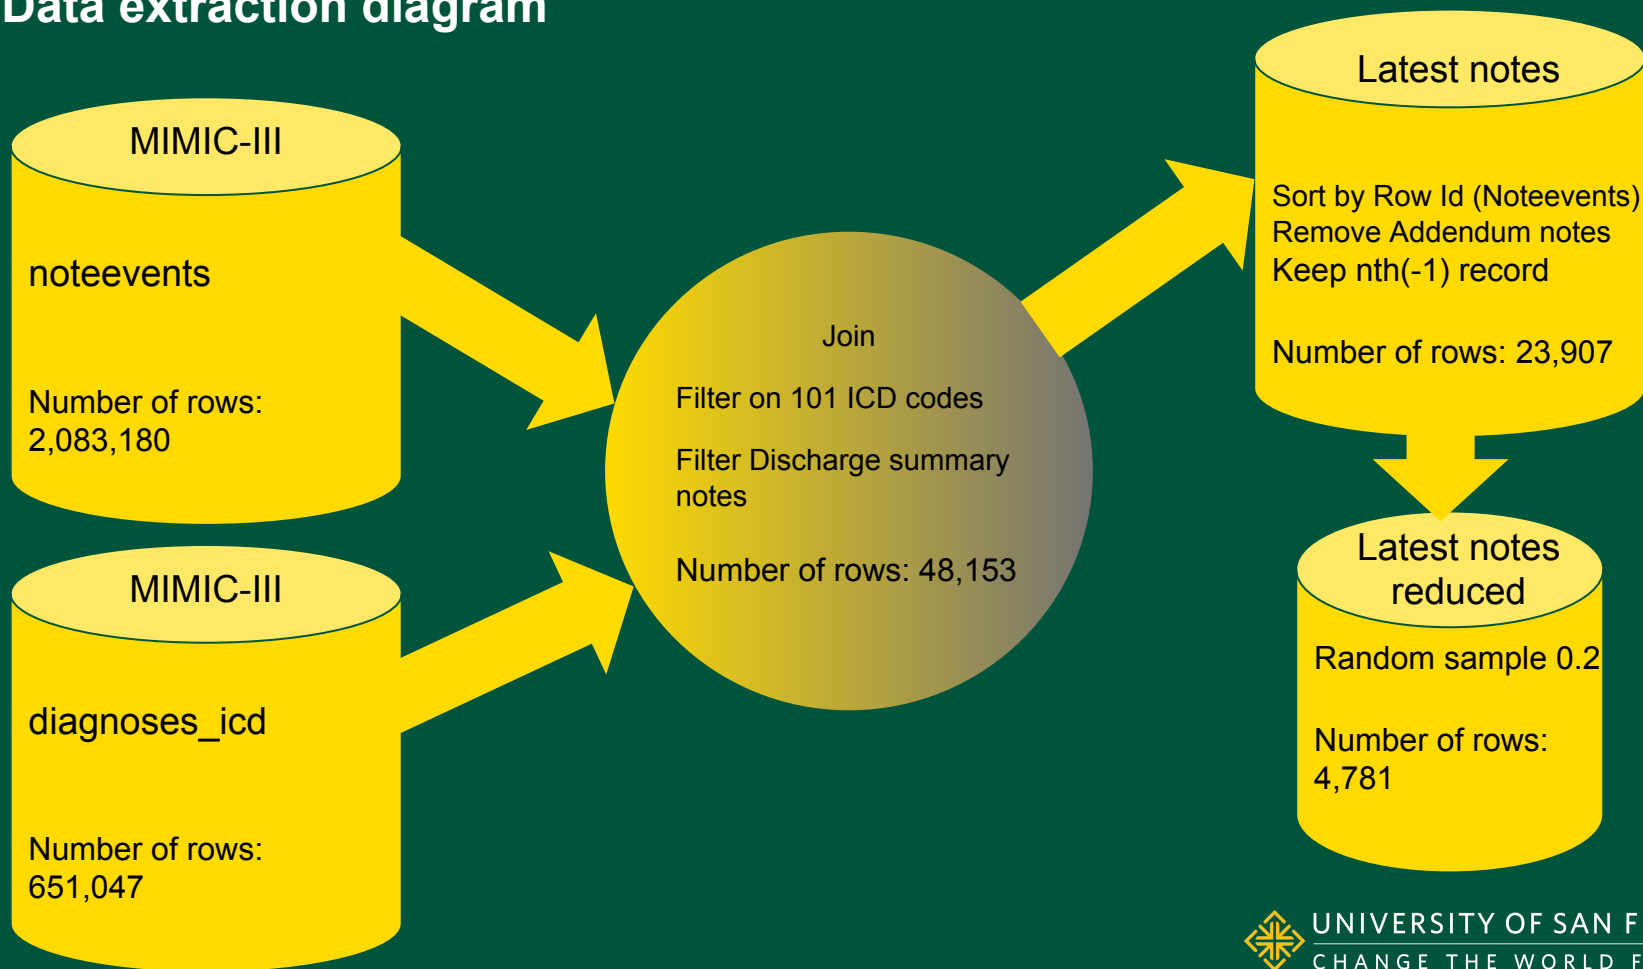 Data extraction diagram
MIMIC-III
noteevents
Number of rows:
2,083,180
MIMIC-III
diagnoses_icd
Number of rows:
651,047
Join
Filter on 101 ICD codes
Filter Discharge summary
notes
Number of rows: 48,153
Latest notes
Sort by Row Id (Noteevents)
Remove Addendum notes
Keep nth(-1) record
Number of rows: 23,907
Latest notes
reduced
Random sample 0.2
Number of rows:
4,781
UNIVERSITY OF SAN F
CHANGE THE WORLD F